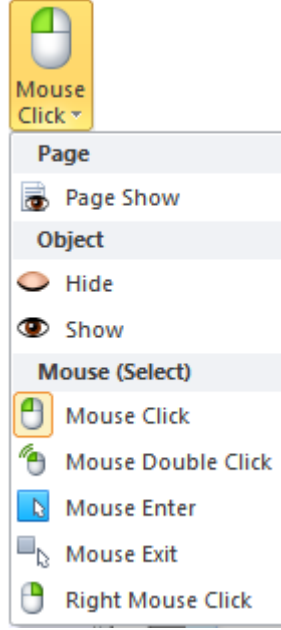 Mouse
Click
Page
Page Show
Object
Hide
Show
Mouse (Select)
Mouse Click
Mouse Double Click
Mouse Enter
Mouse Exit
Right Mouse Click